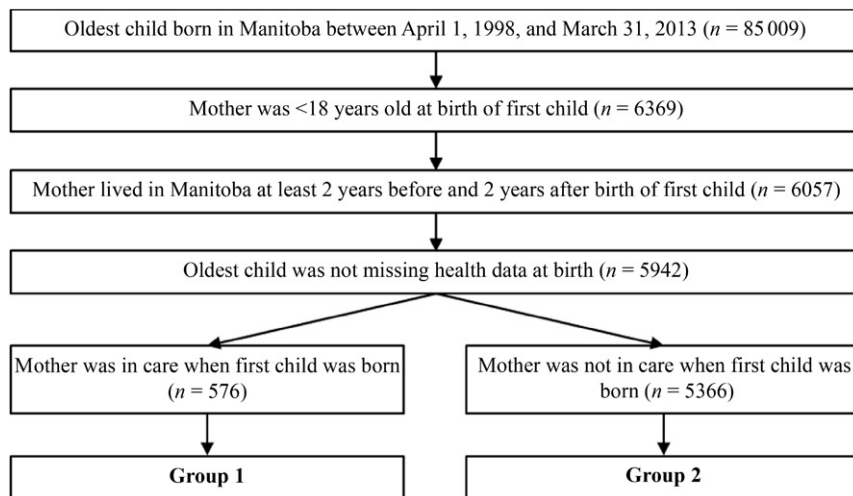 Oldest child born in Manitoba between April 1, 1998, and March 31, 2013 (n = 85 009)
Mother was <18 years old at birth of first child (n = 6369)
Mother lived in Manitoba at least 2 years before and 2 years after birth of first child (n = 6057)
Oldest child was not missing health data at birth (n = 5942)
Mother was in care when first child was born
(n = 576)
Mother was not in care when first child was
born (n = 5366)
Group 1
Group 2